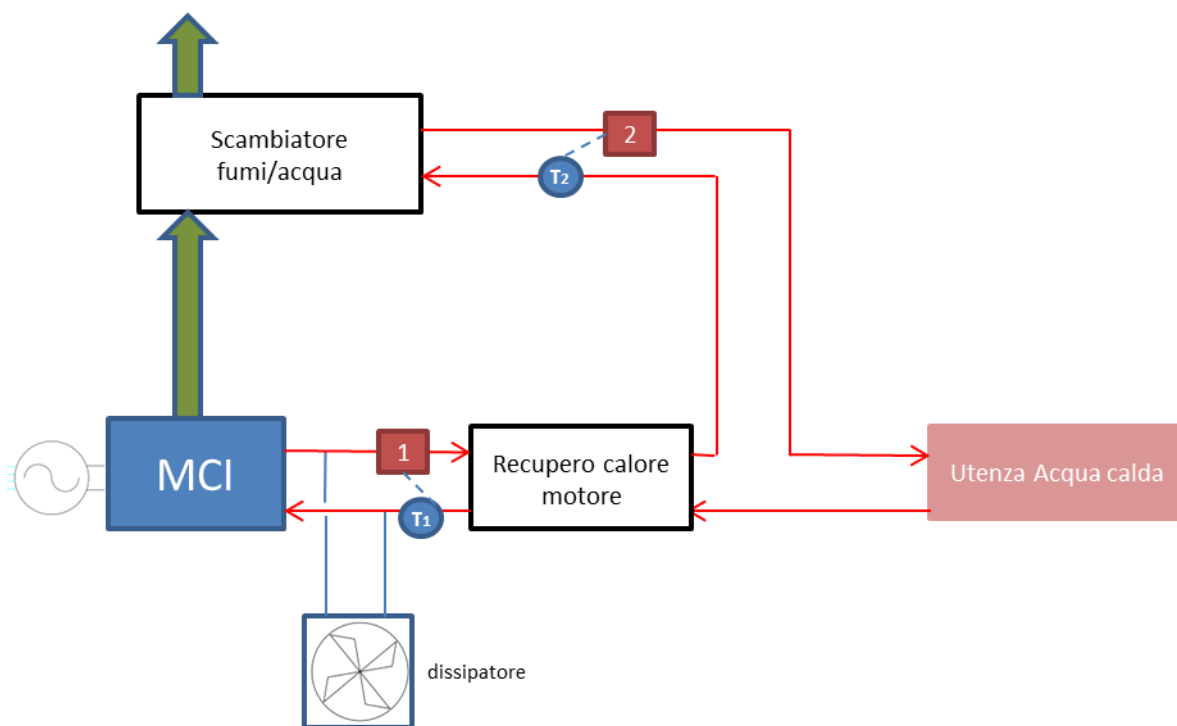 Scambiatore
fumi/acqua
2
T2
MCI
1
T1
Recupero calore
motore
Utenza Acqua calda
dissipatore